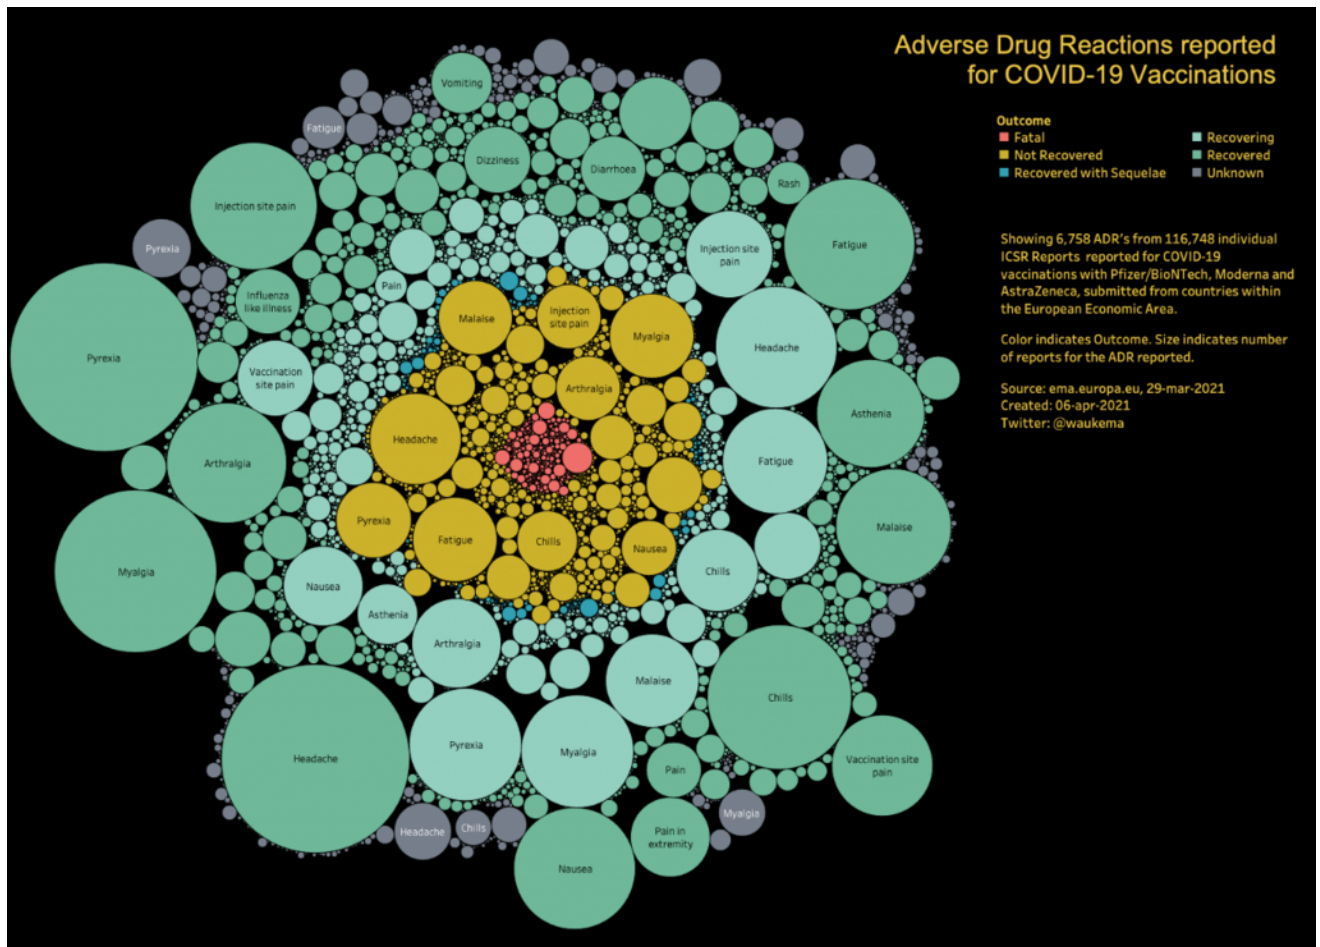 Adverse Drug Reactions reported
for COVID-19 Vaccinations
Outcome
Fatal
Recovering
Not Recovered
Recovered
Recovered with Sequelae
Unknown
Showing 6,758 ADR's from 116,748 individual
ICSR Reports reported for COVID-19
vaccinations with Pfizer/BioNTech, Moderna and
AstraZeneca, submitted from countries within
the European Economic Area.
Color indicates Outcome. Size indicates number
of reports for the ADR reported.
Source: ema.europa.eu, 29-mar-2021
Created: 06-apr-2021
Twitter: @waukema
Vomiting
Fatigue
Dizziness
Diarrhoea
Rash
Injection site pain
Pyrexia
Injection site
pain
Fatigue
Pain
Influenza
like illness
Malaise
Injection
site pain
Myalgia
Headache
Pyrexia
Vaccination
site pain
Arthralgia
Asthenia
Headache
Arthralgia
Fatigue
Pyrexia
Fatigue
Chills
Nausea
Malaise
Myalgia
Nausea
Chills
Asthenia
Arthralgia
Malaise
Chills
Headache
Pyrexia
Myalgia
Pain
Vaccination site
pain
Myalgia
Headache
Chills
Pain in
extremity
Nausea